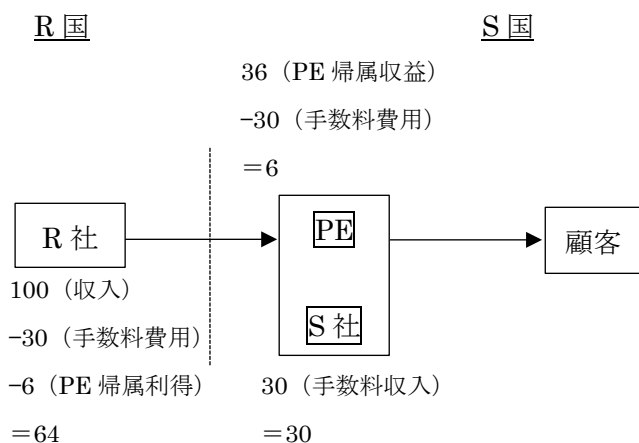 R 国
S 国
36（PE 帰属収益）
-30（手数料費用）
＝6
R 社
PE
S 社
顧客
100（収入）
-30（手数料費用）
-6（PE 帰属利得）
＝64
30（手数料収入）
＝30